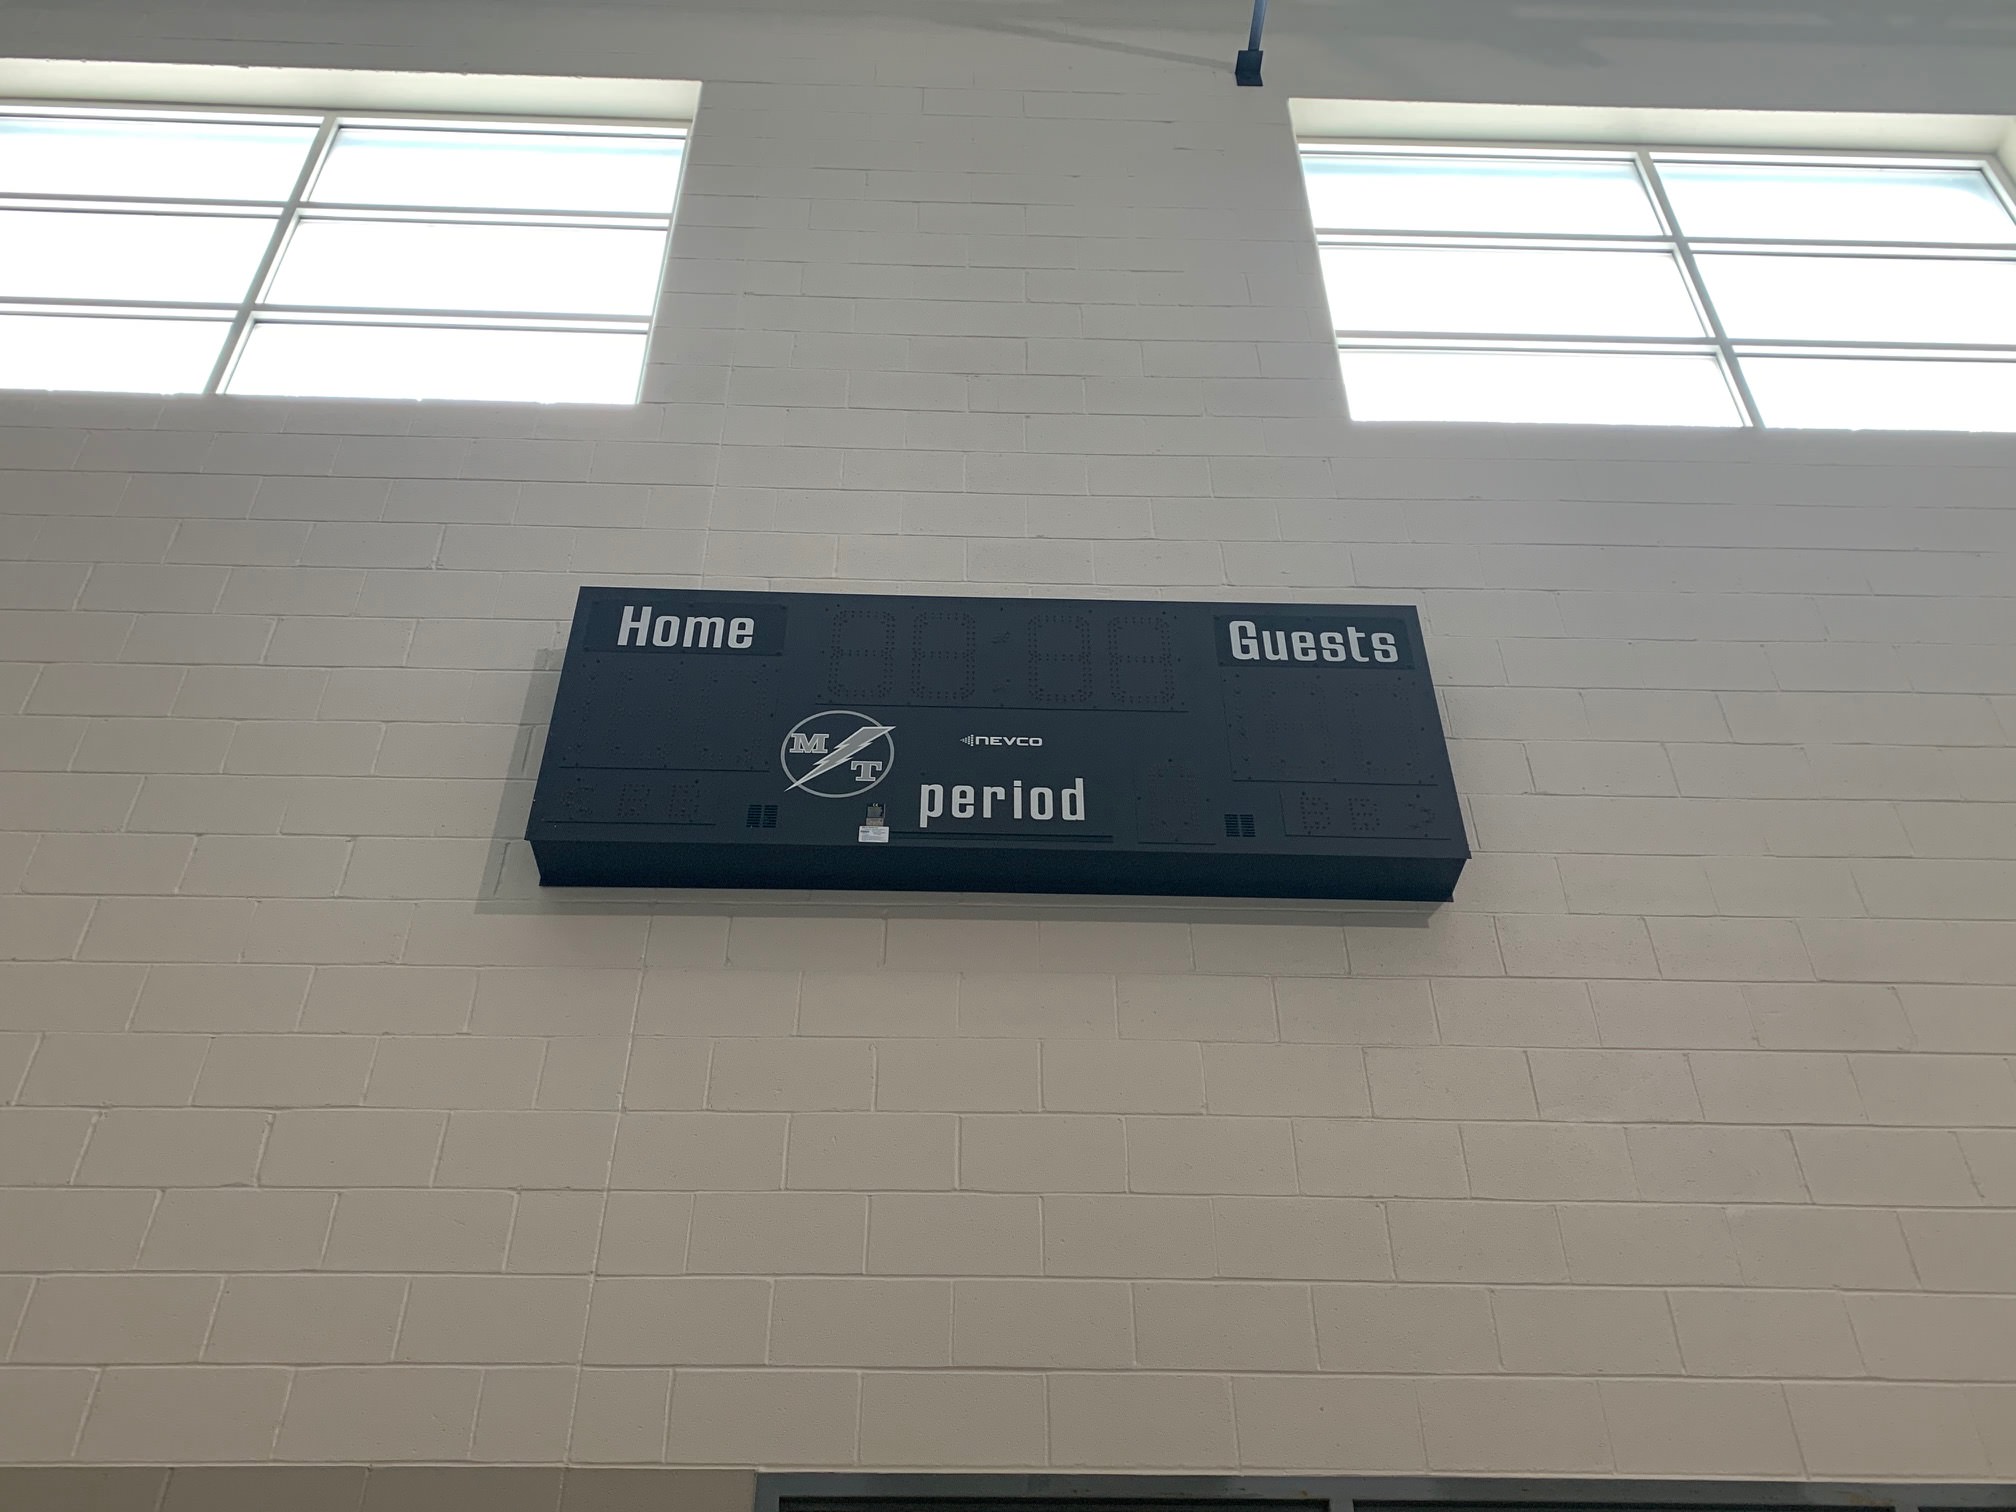 Home
Guests
M
T
NEVCO
period